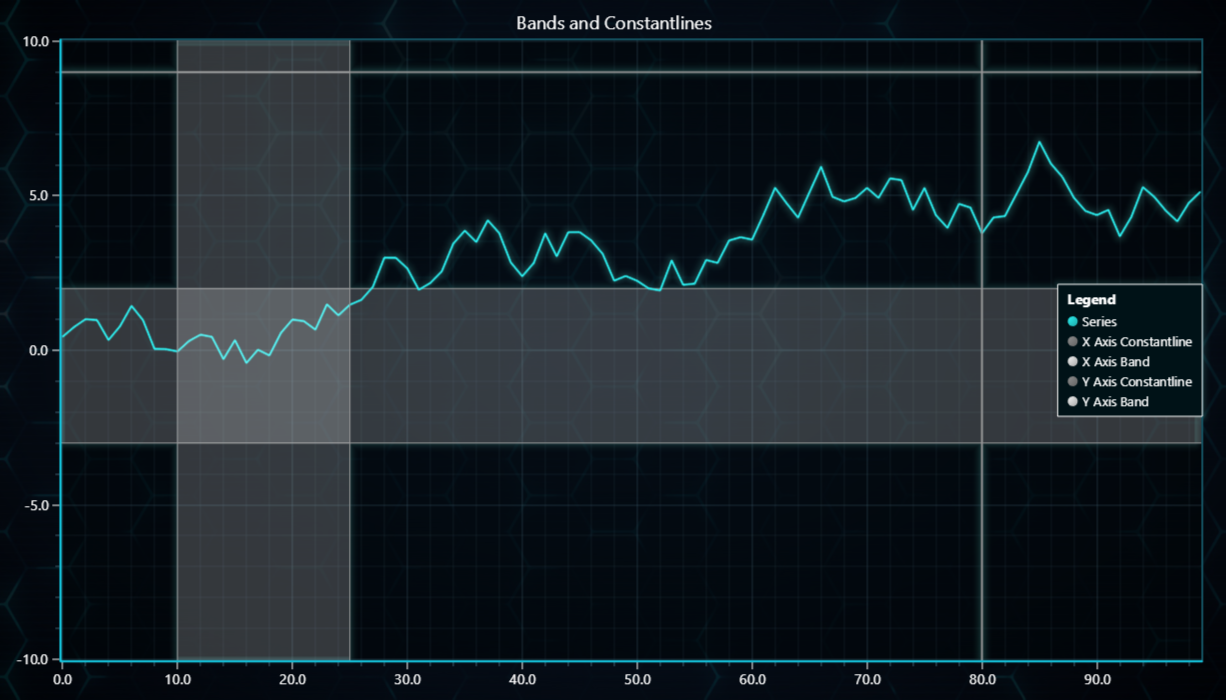 Bands and Constantlines
10.0
5.0
0.0
-5.0
-10.0
0.0 10.0 20.0 30.0 40.0 50.0 60.0 70.0 80.0 90.0
Legend
Series
X Axis Constantline
X Axis Band
Y Axis Constantline
Y Axis Band